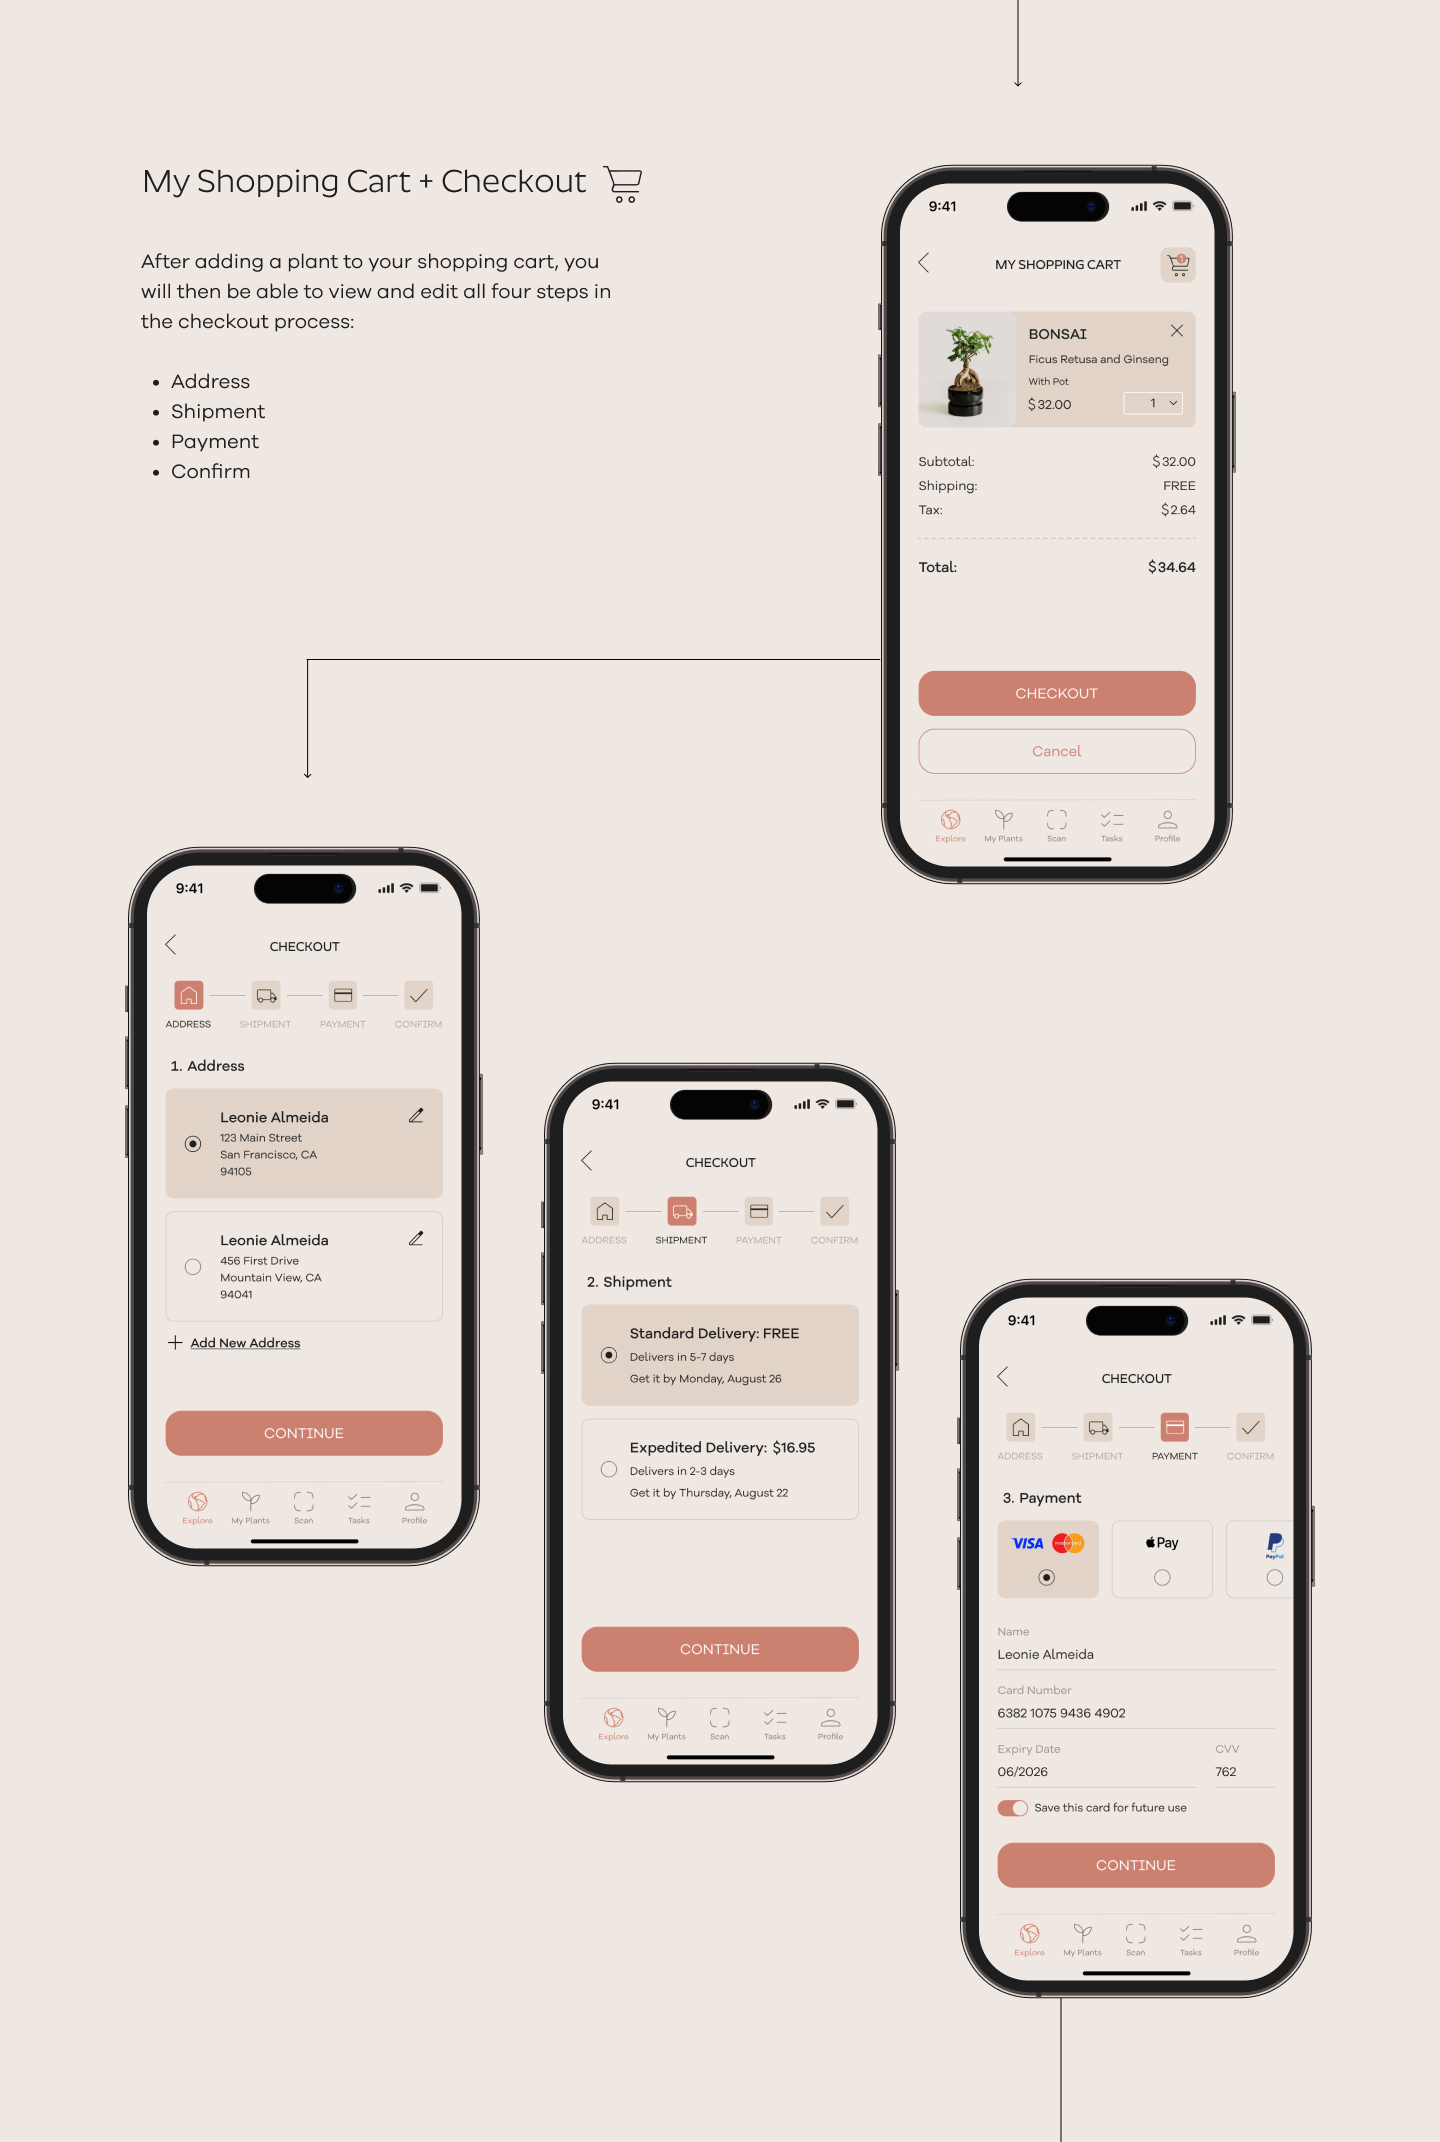 My Shopping Cart + Checkout
After adding a plant to your shopping cart, you
will then be able to view and edit all four steps in
the checkout process:
• Address
• Shipment
• Payment
• Confirm
9:41
MY SHOPPING CART
1
BONSAI
Ficus Retusa and Ginseng
With Pot
$32.00
1
Subtotal: $32.00
Shipping: FREE
Tax: $2.64
Total: $34.64
CHECKOUT
Cancel
Explore My Plants Scan Tasks Profile
9:41
CHECKOUT
ADDRESS SHIPMENT PAYMENT CONFIRM
1. Address
Leonie Almeida
123 Main Street
San Francisco, CA
94105
Leonie Almeida
456 First Drive
Mountain View, CA
94041
Add New Address
CONTINUE
Explore My Plants Scan Tasks Profile
9:41
CHECKOUT
ADDRESS SHIPMENT PAYMENT CONFIRM
2. Shipment
Standard Delivery: FREE
Delivers in 5-7 days
Get it by Monday, August 26
Expedited Delivery: $16.95
Delivers in 2-3 days
Get it by Thursday, August 22
CONTINUE
Explore My Plants Scan Tasks Profile
9:41
CHECKOUT
ADDRESS SHIPMENT PAYMENT CONFIRM
3. Payment
VISA mastercard Pay PayPal
Name
Leonie Almeida
Card Number
6382 1075 9436 4902
Expiry Date CVV
06/2026 762
Save this card for future use
CONTINUE
Explore My Plants Scan Tasks Profile